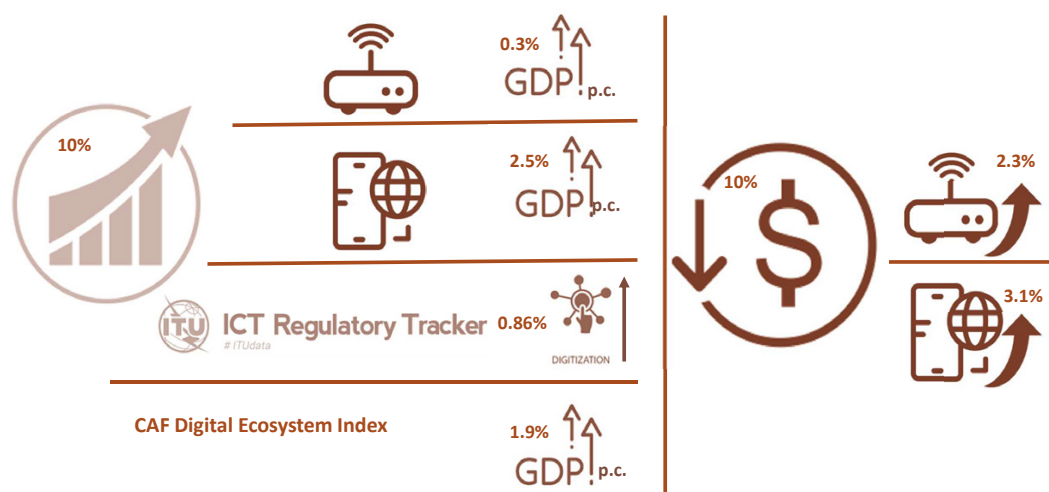 10%
0.3%
GDP p.c.
2.5%
GDP p.c.
ITU ICT Regulatory Tracker
# ITUdata
0.86%
DIGITIZATION
CAF Digital Ecosystem Index
1.9%
GDP p.c.
10%
$
2.3%
3.1%